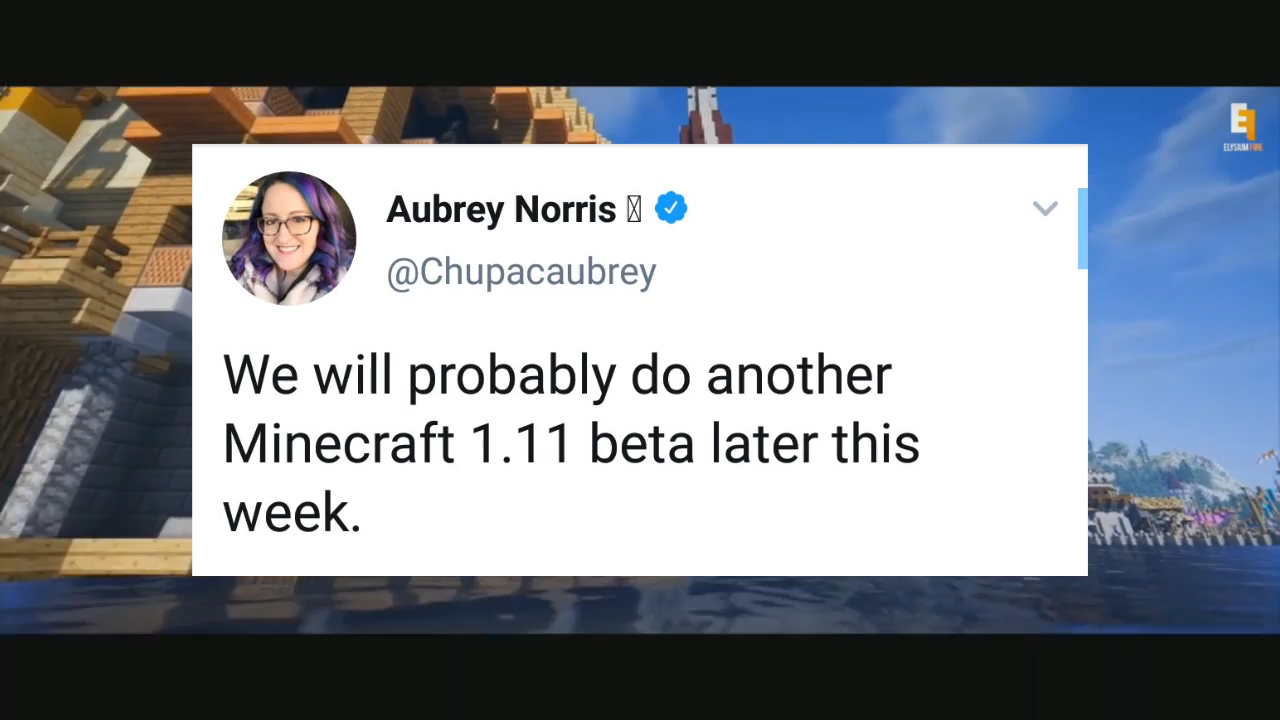 ELYSIUM FIRE
Aubrey Norris
@Chupacaubrey
We will probably do another
Minecraft 1.11 beta later this
week.